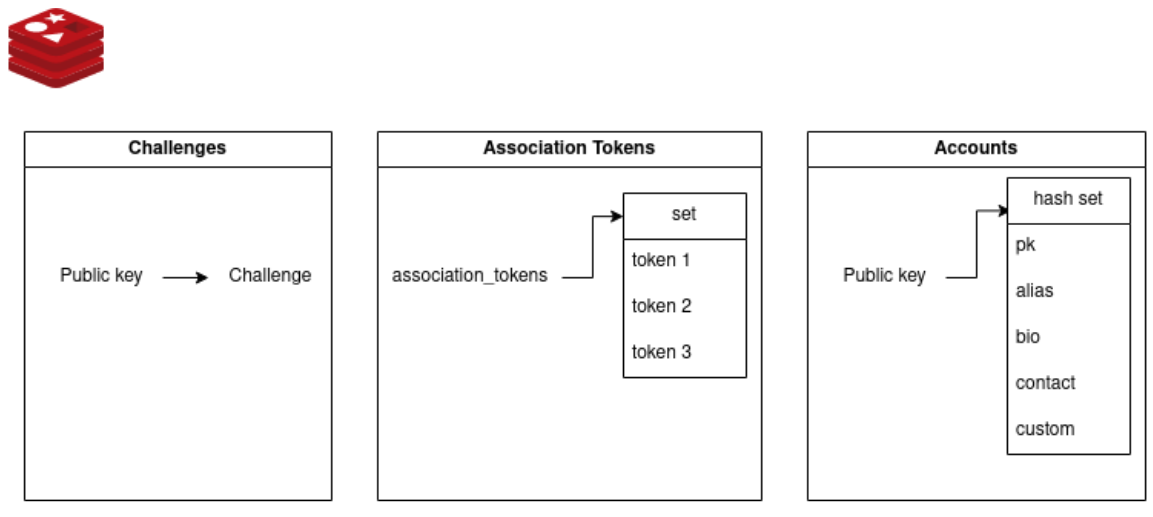 Challenges
Public key
Challenge
Association Tokens
association_tokens
set
token 1
token 2
token 3
Accounts
Public key
hash set
pk
alias
bio
contact
custom